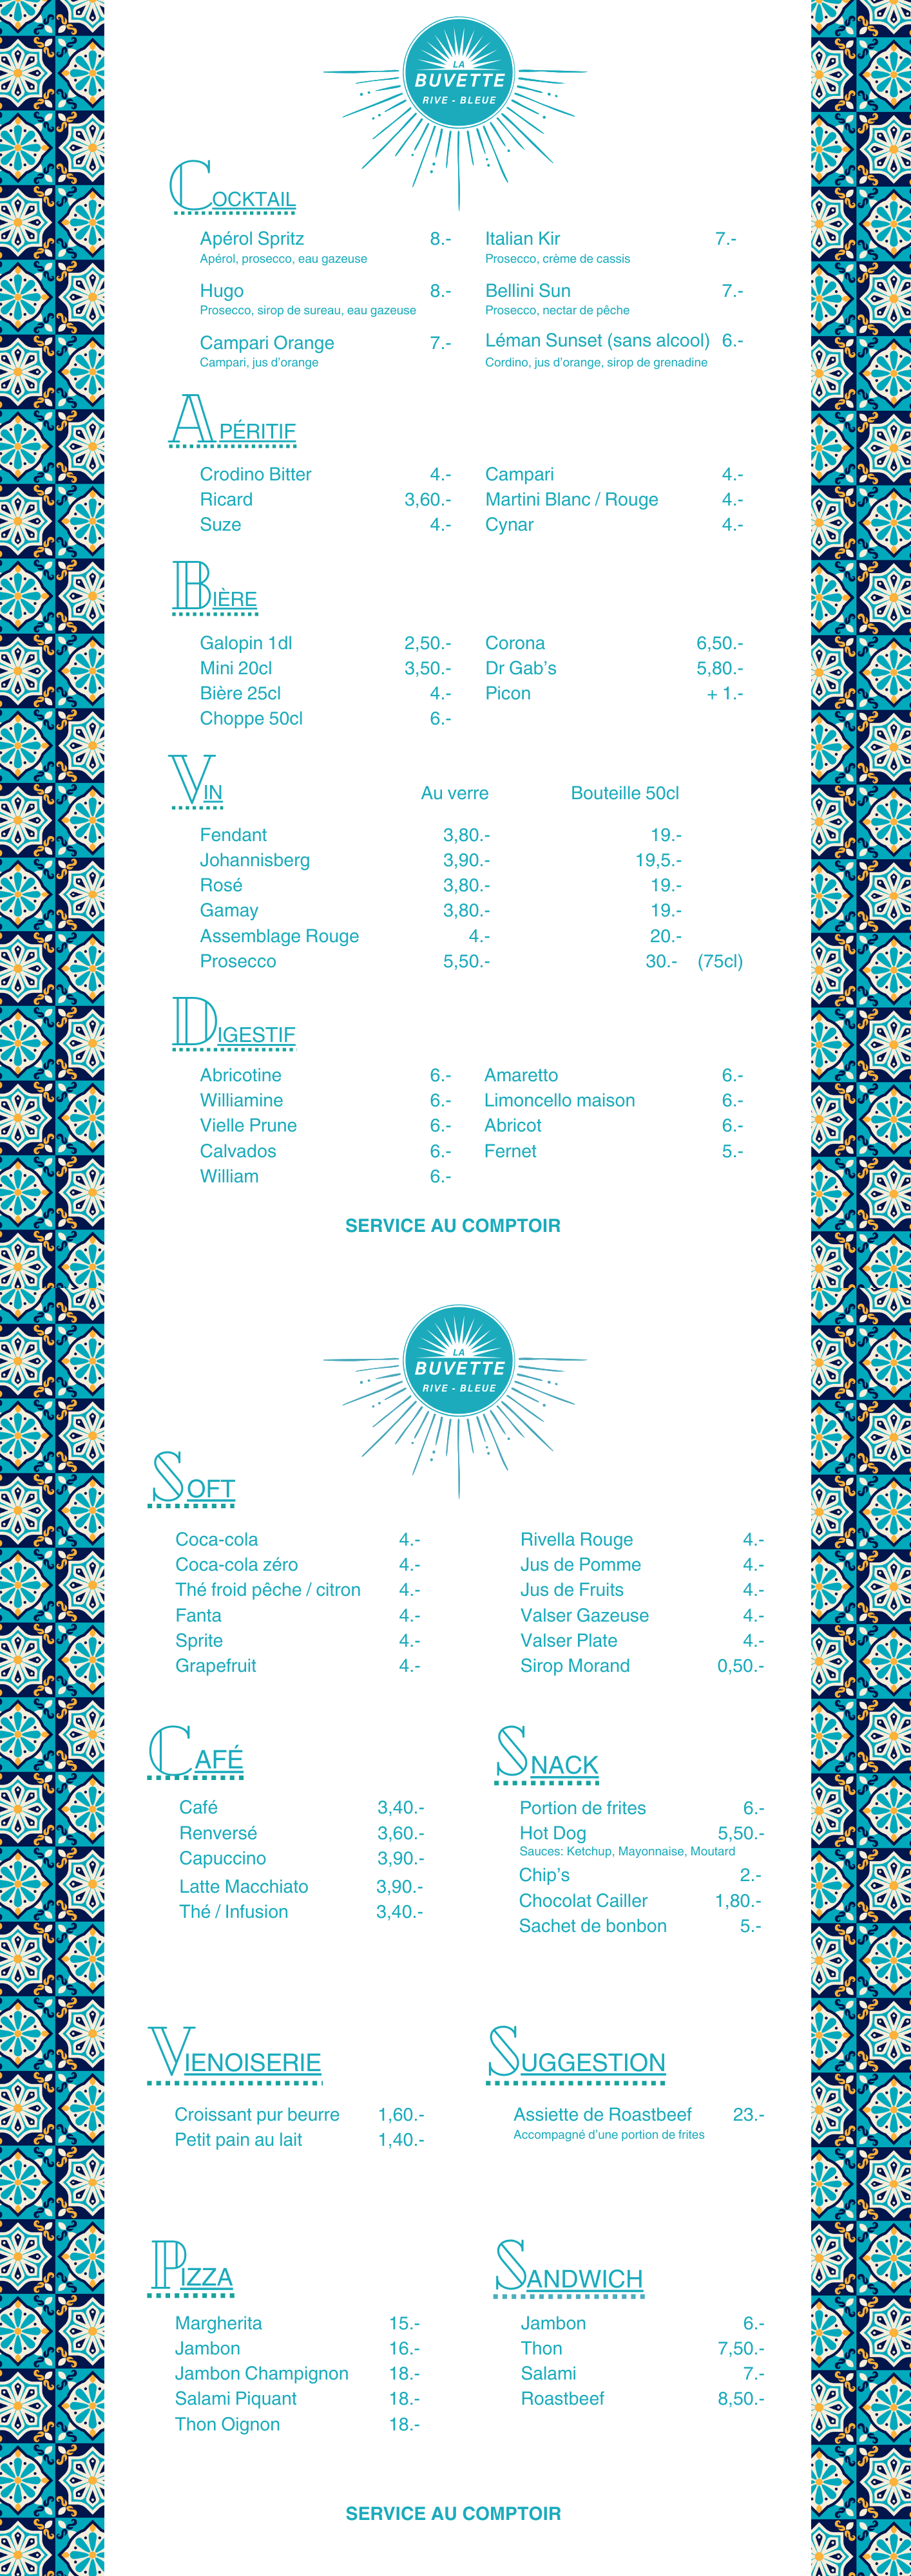 LA
BUVETTE
RIVE - BLEUE
COCKTAIL
Apérol Spritz 8.- Italian Kir 7.-
Apérol, prosecco, eau gazeuse Prosecco, crème de cassis
Hugo 8.- Bellini Sun 7.-
Prosecco, sirop de sureau, eau gazeuse Prosecco, nectar de pêche
Campari Orange 7.- Léman Sunset (sans alcool) 6.-
Campari, jus d'orange Cordino, jus d'orange, sirop de grenadine
APÉRITIF
Crodino Bitter 4.- Campari 4.-
Ricard 3,60.- Martini Blanc / Rouge 4.-
Suze 4.- Cynar 4.-
BIÈRE
Galopin 1dl 2,50.- Corona 6,50.-
Mini 20cl 3,50.- Dr Gab's 5,80.-
Bière 25cl 4.- Picon + 1.-
Choppe 50cl 6.-
VIN Au verre Bouteille 50cl
Fendant 3,80.- 19.-
Johannisberg 3,90.- 19,5.-
Rosé 3,80.- 19.-
Gamay 3,80.- 19.-
Assemblage Rouge 4.- 20.-
Prosecco 5,50.- 30.- (75cl)
DIGESTIF
Abricotine 6.- Amaretto 6.-
Williamine 6.- Limoncello maison 6.-
Vielle Prune 6.- Abricot 6.-
Calvados 6.- Fernet 5.-
William 6.-
SERVICE AU COMPTOIR
LA
BUVETTE
RIVE - BLEUE
SOFT
Coca-cola 4.- Rivella Rouge 4.-
Coca-cola zéro 4.- Jus de Pomme 4.-
Thé froid pêche / citron 4.- Jus de Fruits 4.-
Fanta 4.- Valser Gazeuse 4.-
Sprite 4.- Valser Plate 4.-
Grapefruit 4.- Sirop Morand 0,50.-
CAFÉ
Café 3,40.-
Renversé 3,60.-
Capuccino 3,90.-
Latte Macchiato 3,90.-
Thé / Infusion 3,40.-
SNACK
Portion de frites 6.-
Hot Dog 5,50.-
Sauces: Ketchup, Mayonnaise, Moutard
Chip's 2.-
Chocolat Cailler 1,80.-
Sachet de bonbon 5.-
VIENOISERIE
Croissant pur beurre 1,60.-
Petit pain au lait 1,40.-
SUGGESTION
Assiette de Roastbeef 23.-
Accompagné d'une portion de frites
PIZZA
Margherita 15.-
Jambon 16.-
Jambon Champignon 18.-
Salami Piquant 18.-
Thon Oignon 18.-
SANDWICH
Jambon 6.-
Thon 7,50.-
Salami 7.-
Roastbeef 8,50.-
SERVICE AU COMPTOIR